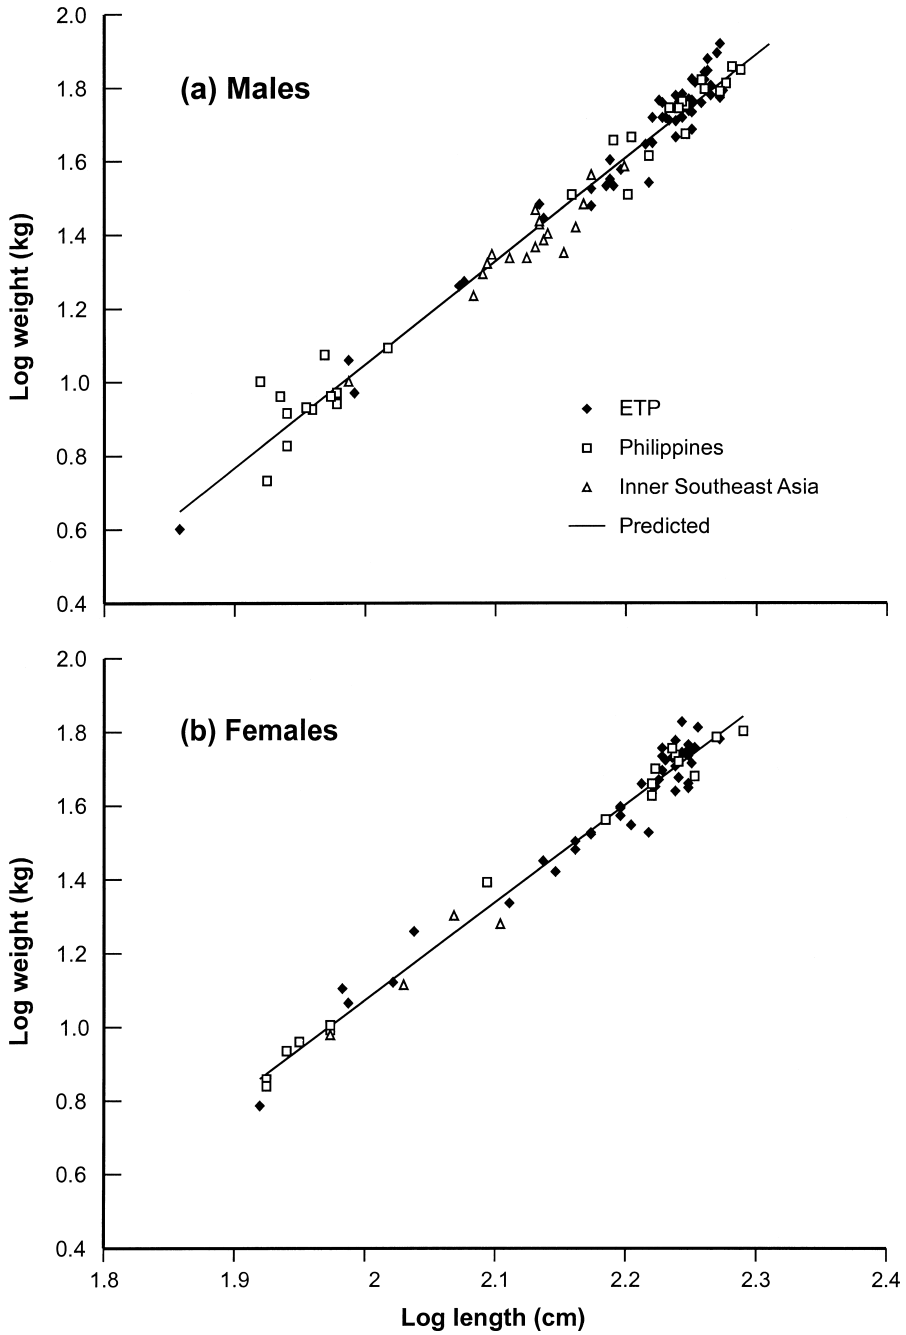 2.0
(a) Males
1.8
1.6
1.4
1.2
1.0
0.8
0.6
0.4
Log weight (kg)
ETP
Philippines
Inner Southeast Asia
Predicted
2.0
(b) Females
1.8
1.6
1.4
1.2
1.0
0.8
0.6
0.4
Log weight (kg)
1.8 1.9 2 2.1 2.2 2.3 2.4
Log length (cm)